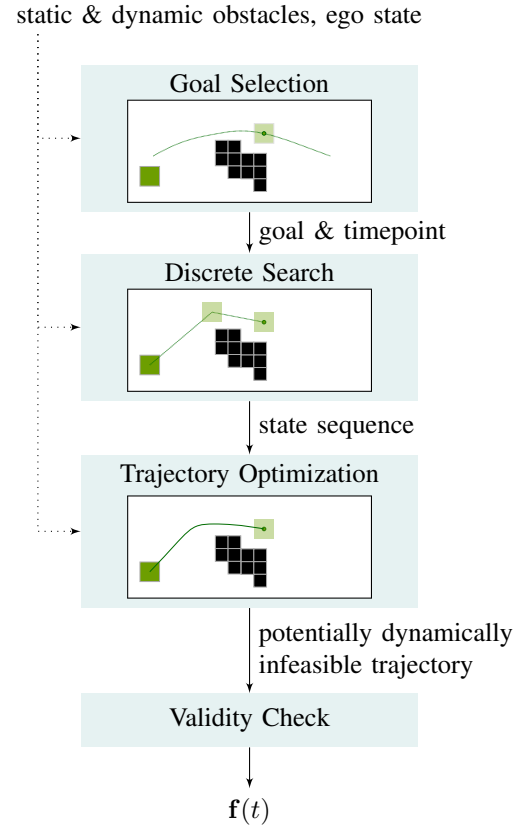 static & dynamic obstacles, ego state
Goal Selection
goal & timepoint
Discrete Search
state sequence
Trajectory Optimization
potentially dynamically
infeasible trajectory
Validity Check
f(t)